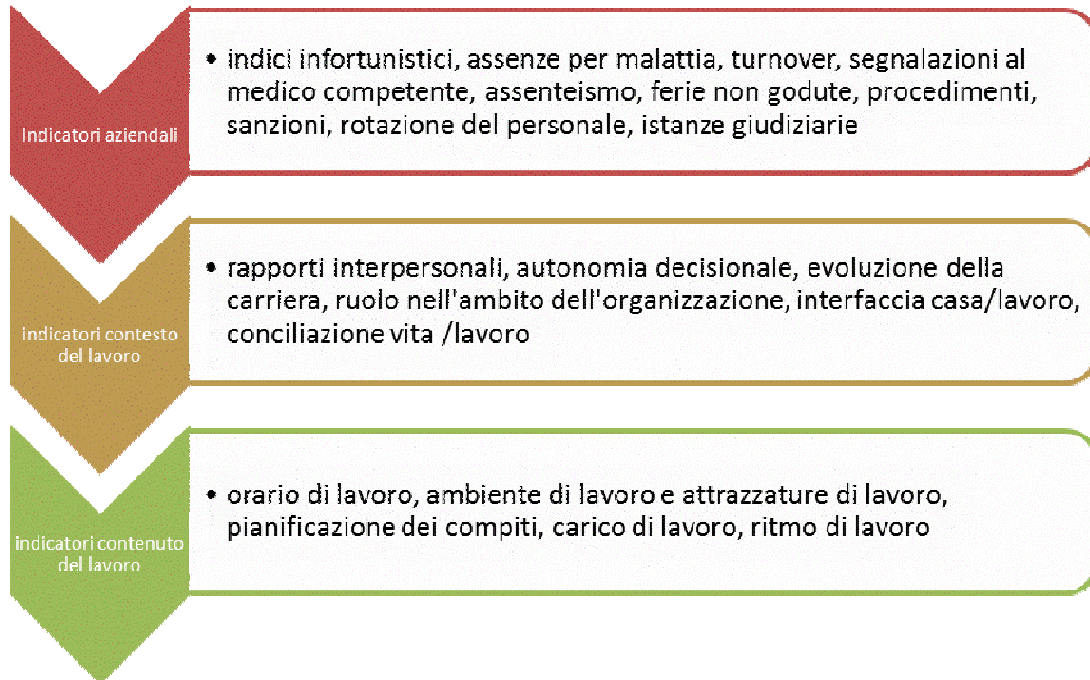 Indicatori aziendali
• indici infortunistici, assenze per malattia, turnover, segnalazioni al
medico competente, assenteismo, ferie non godute, procedimenti,
sanzioni, rotazione del personale, istanze giudiziarie
indicatori contesto
del lavoro
• rapporti interpersonali, autonomia decisionale, evoluzione della
carriera, ruolo nell'ambito dell'organizzazione, interfaccia casa/lavoro,
conciliazione vita /lavoro
indicatori contenuto
del lavoro
• orario di lavoro, ambiente di lavoro e attrazzature di lavoro,
pianificazione dei compiti, carico di lavoro, ritmo di lavoro